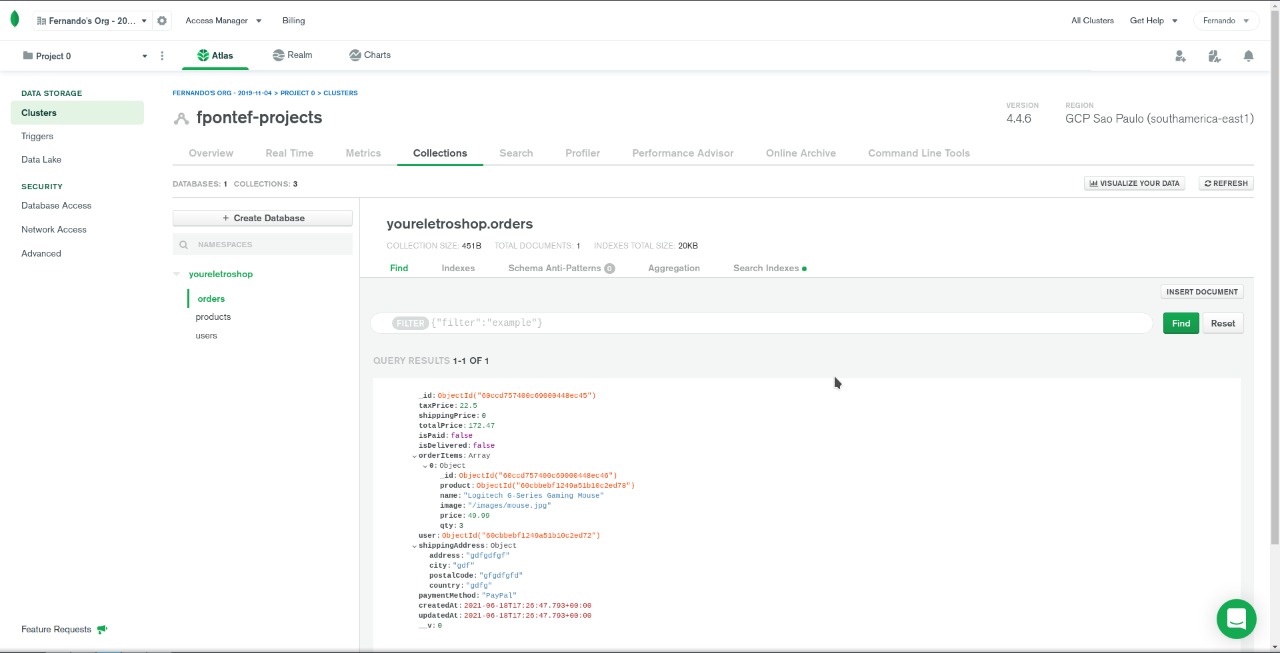 Fernando's Org - 20... Access Manager Billing All Clusters Get Help Fernando
Project 0 Atlas Realm Charts
DATA STORAGE
Clusters
Triggers
Data Lake
SECURITY
Database Access
Network Access
Advanced
Feature Requests
FERNANDO'S ORG - 2019-11-04 > PROJECT 0 > CLUSTERS
fpontef-projects
VERSION REGION
4.4.6 GCP Sao Paulo (southamerica-east1)
Overview Real Time Metrics Collections Search Profiler Performance Advisor Online Archive Command Line Tools
DATABASES: 1 COLLECTIONS: 3 VISUALIZE YOUR DATA REFRESH
+ Create Database
NAMESPACES
youreletroshop
orders
products
users
youreletroshop.orders
COLLECTION SIZE: 451B TOTAL DOCUMENTS: 1 INDEXES TOTAL SIZE: 20KB
Find Indexes Schema Anti-Patterns 0 Aggregation Search Indexes
INSERT DOCUMENT
FILTER {"filter":"example"} Find Reset
QUERY RESULTS 1-1 OF 1
_id: ObjectId("60ccd757400c69000448ec45")
taxPrice: 22.5
shippingPrice: 0
totalPrice: 172.47
isPaid: false
isDelivered: false
orderItems: Array
0: Object
_id: ObjectId("60ccd757400c69000448ec46")
product: ObjectId("60cbbebf1249a51b10c2ed78")
name: "Logitech G-Series Gaming Mouse"
image: "/images/mouse.jpg"
price: 49.99
qty: 3
user: ObjectId("60cbbebf1249a51b10c2ed72")
shippingAddress: Object
address: "gdfgdfgf"
city: "gdf"
postalCode: "gfgdfgfd"
country: "gdfg"
paymentMethod: "PayPal"
createdAt: 2021-06-18T17:26:47.793+00:00
updatedAt: 2021-06-18T17:26:47.793+00:00
__v: 0